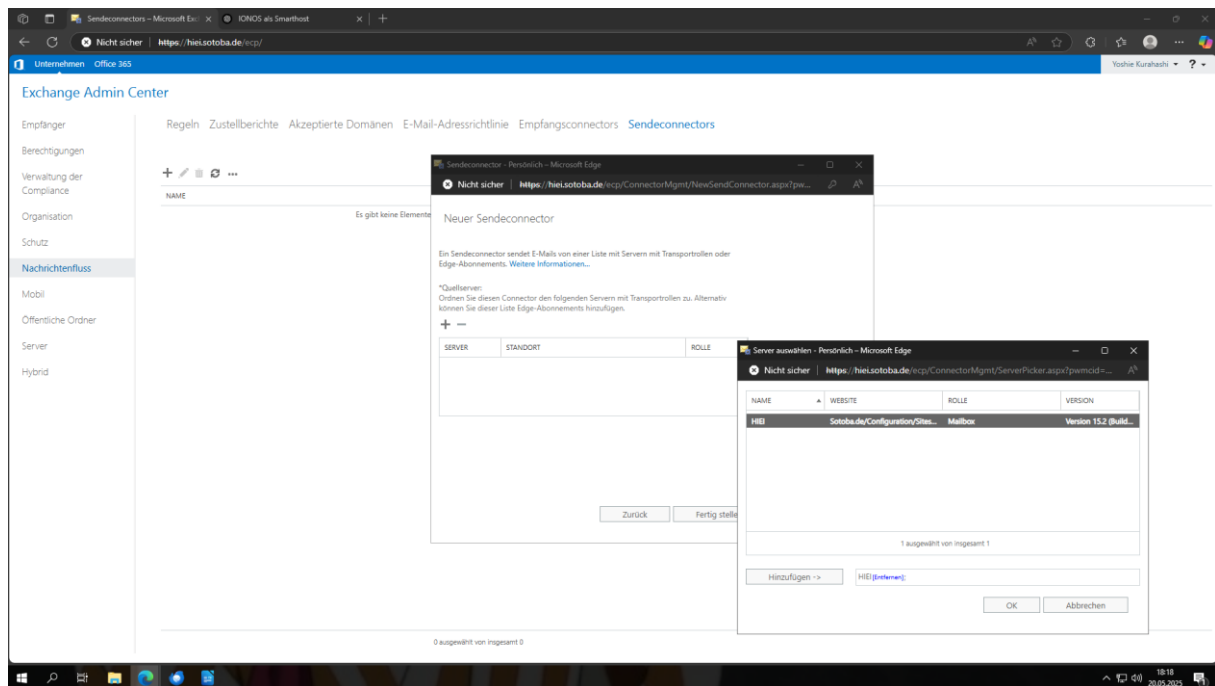 Sendeconnectors – Microsoft Exc
IONOS als Smarthost
Nicht sicher
https://hiei.sotoba.de/ecp/
Unternehmen Office 365
Yoshie Kurahashi
?
Exchange Admin Center
Empfänger
Berechtigungen
Verwaltung der
Compliance
Organisation
Schutz
Nachrichtenfluss
Mobil
Öffentliche Ordner
Server
Hybrid
Regeln Zustellberichte Akzeptierte Domänen E-Mail-Adressrichtlinie Empfangsconnectors Sendeconnectors
NAME
Es gibt keine Elemente
0 ausgewählt von insgesamt 0
Sendeconnector - Persönlich – Microsoft Edge
Nicht sicher https://hiei.sotoba.de/ecp/ConnectorMgmt/NewSendConnector.aspx?pw...
Neuer Sendeconnector
Ein Sendeconnector sendet E-Mails von einer Liste mit Servern mit Transportrollen oder
Edge-Abonnements. Weitere Informationen...
*Quellserver:
Ordnen Sie diesen Connector den folgenden Servern mit Transportrollen zu. Alternativ
können Sie dieser Liste Edge-Abonnements hinzufügen.
SERVER STANDORT ROLLE
Zurück Fertig stelle
Server auswählen - Persönlich – Microsoft Edge
Nicht sicher https://hiei.sotoba.de/ecp/ConnectorMgmt/ServerPicker.aspx?pwmcid=...
NAME WEBSITE ROLLE VERSION
HIEI Sotoba.de/Configuration/Sites... Mailbox Version 15.2 (Build...
1 ausgewählt von insgesamt 1
Hinzufügen -> HIEI[Entfernen];
OK Abbrechen
18:18
20.05.2025